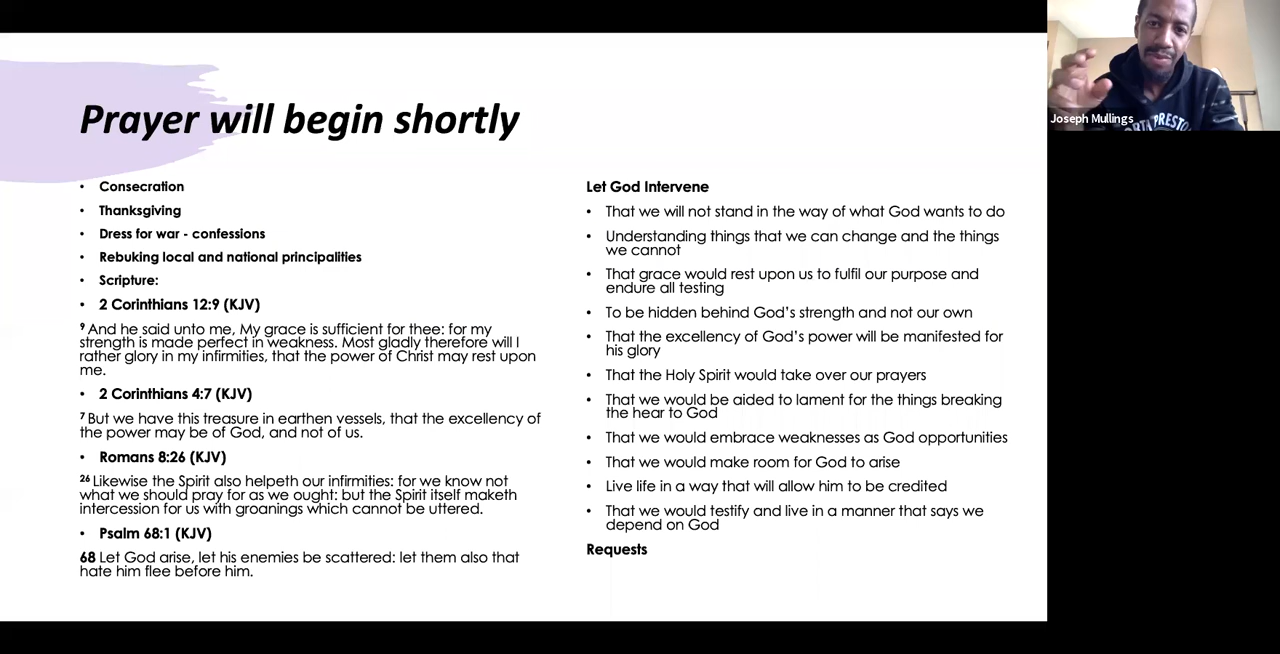 Prayer will begin shortly
• Consecration
• Thanksgiving
• Dress for war - confessions
• Rebuking local and national principalities
• Scripture:
• 2 Corinthians 12:9 (KJV)
9 And he said unto me, My grace is sufficient for thee: for my
strength is made perfect in weakness. Most gladly therefore will I
rather glory in my infirmities, that the power of Christ may rest upon
me.
• 2 Corinthians 4:7 (KJV)
7 But we have this treasure in earthen vessels, that the excellency of
the power may be of God, and not of us.
• Romans 8:26 (KJV)
26 Likewise the Spirit also helpeth our infirmities: for we know not
what we should pray for as we ought: but the Spirit itself maketh
intercession for us with groanings which cannot be uttered.
• Psalm 68:1 (KJV)
68 Let God arise, let his enemies be scattered: let them also that
hate him flee before him.
Let God Intervene
• That we will not stand in the way of what God wants to do
• Understanding things that we can change and the things
we cannot
• That grace would rest upon us to fulfil our purpose and
endure all testing
• To be hidden behind God's strength and not our own
• That the excellency of God's power will be manifested for
his glory
• That the Holy Spirit would take over our prayers
• That we would be aided to lament for the things breaking
the hear to God
• That we would embrace weaknesses as God opportunities
• That we would make room for God to arise
• Live life in a way that will allow him to be credited
• That we would testify and live in a manner that says we
depend on God
Requests
Joseph Mullings